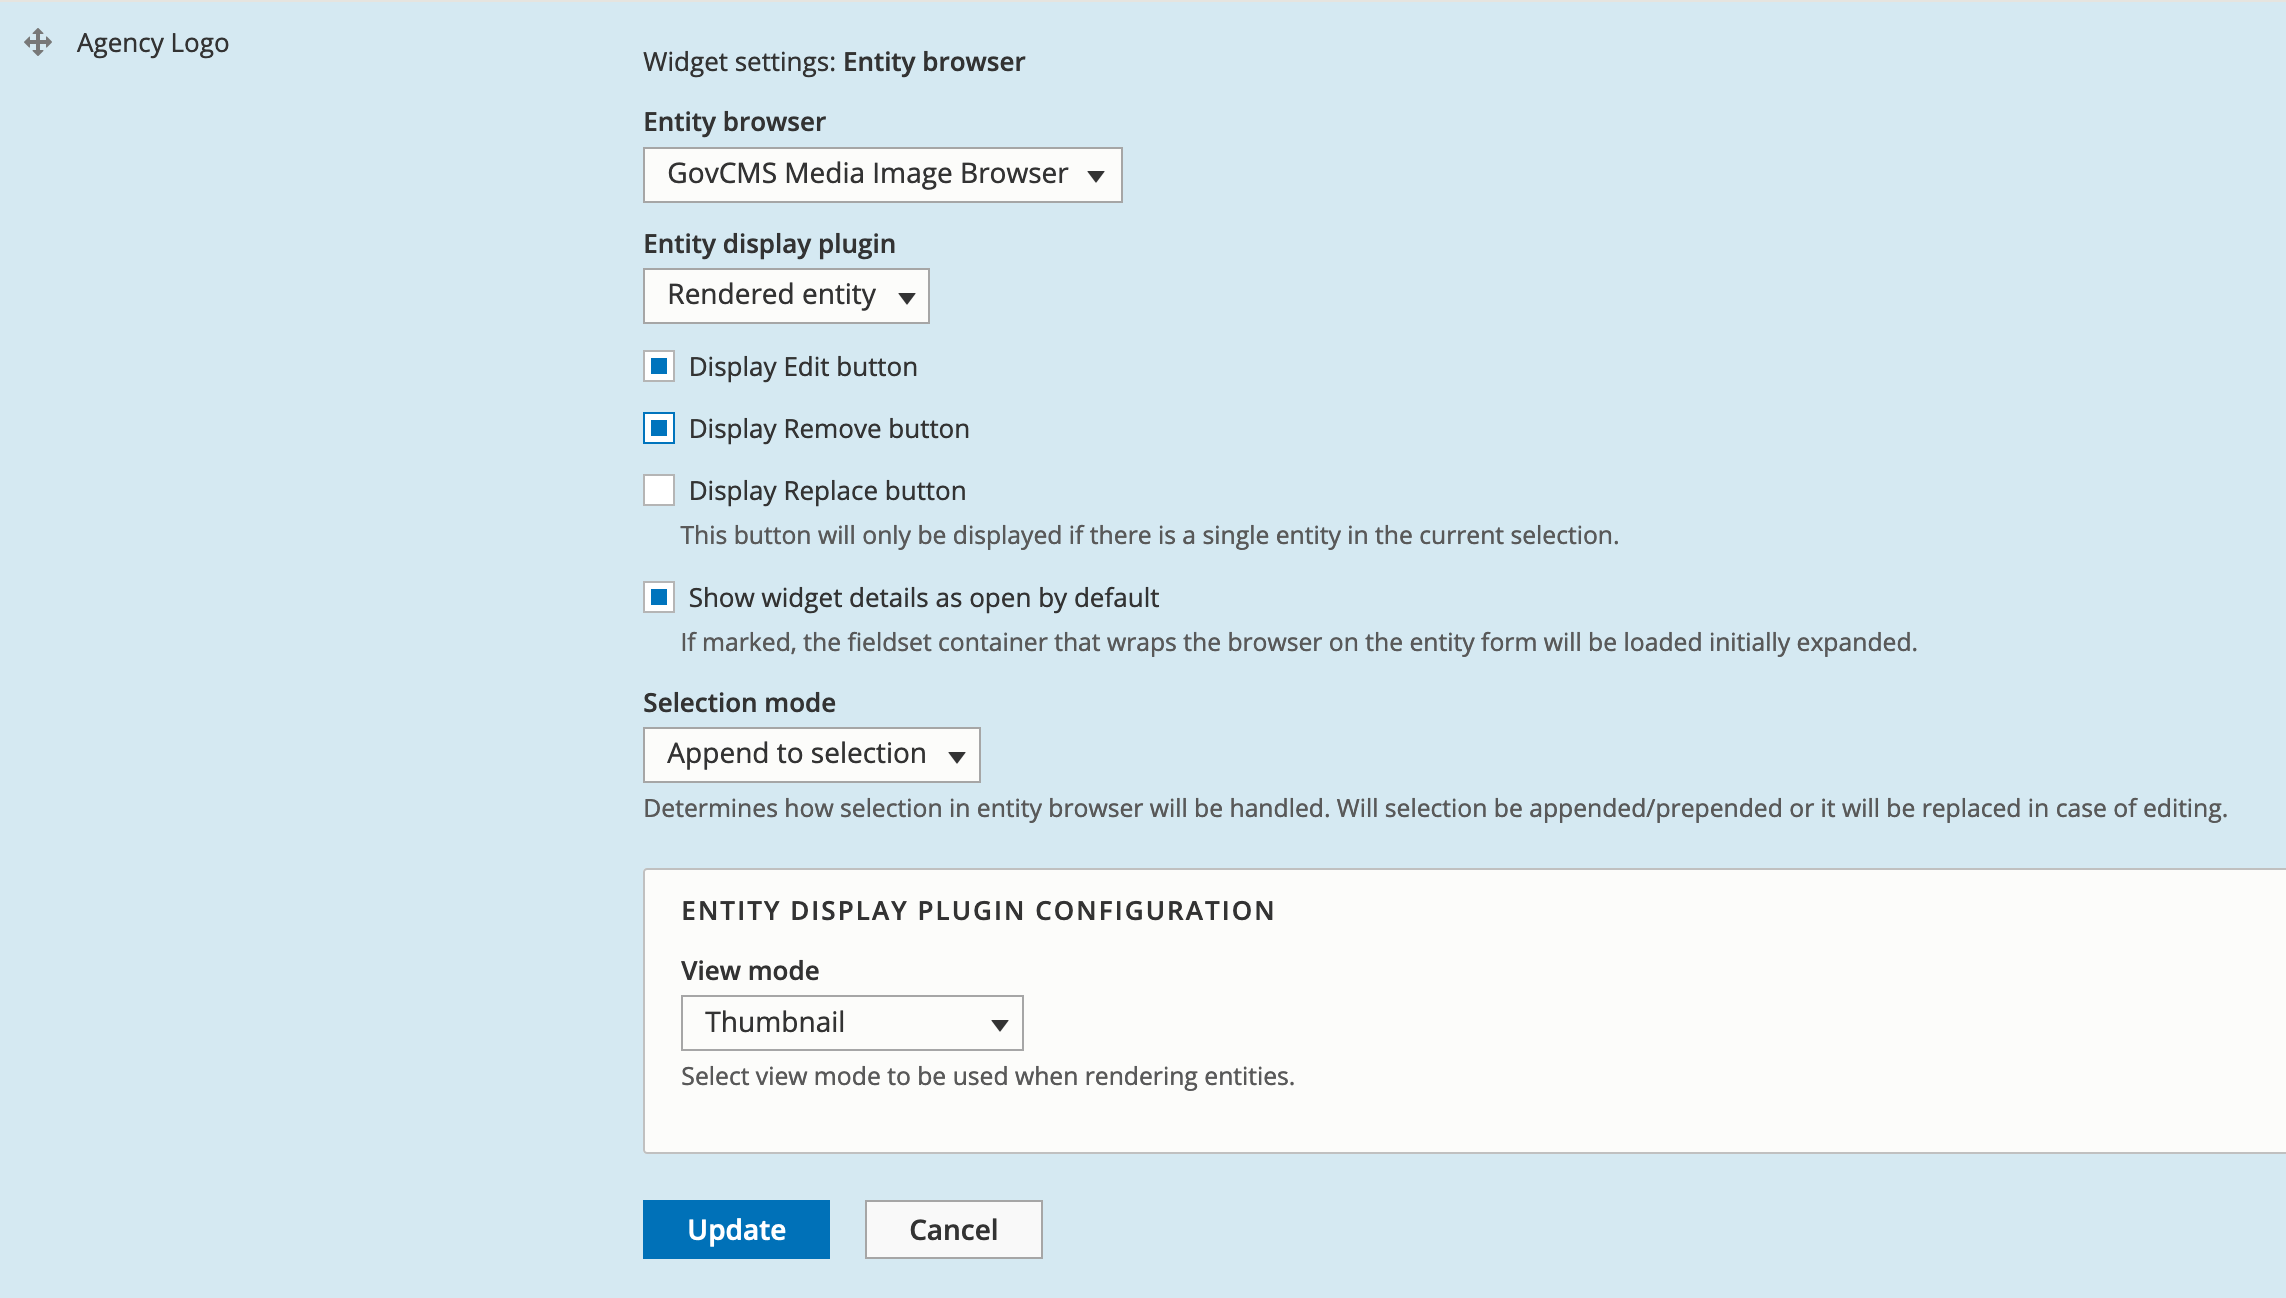 Agency Logo
Widget settings: Entity browser
Entity browser
GovCMS Media Image Browser
Entity display plugin
Rendered entity
Display Edit button
Display Remove button
Display Replace button
This button will only be displayed if there is a single entity in the current selection.
Show widget details as open by default
If marked, the fieldset container that wraps the browser on the entity form will be loaded initially expanded.
Selection mode
Append to selection
Determines how selection in entity browser will be handled. Will selection be appended/prepended or it will be replaced in case of editing.
ENTITY DISPLAY PLUGIN CONFIGURATION
View mode
Thumbnail
Select view mode to be used when rendering entities.
Update
Cancel